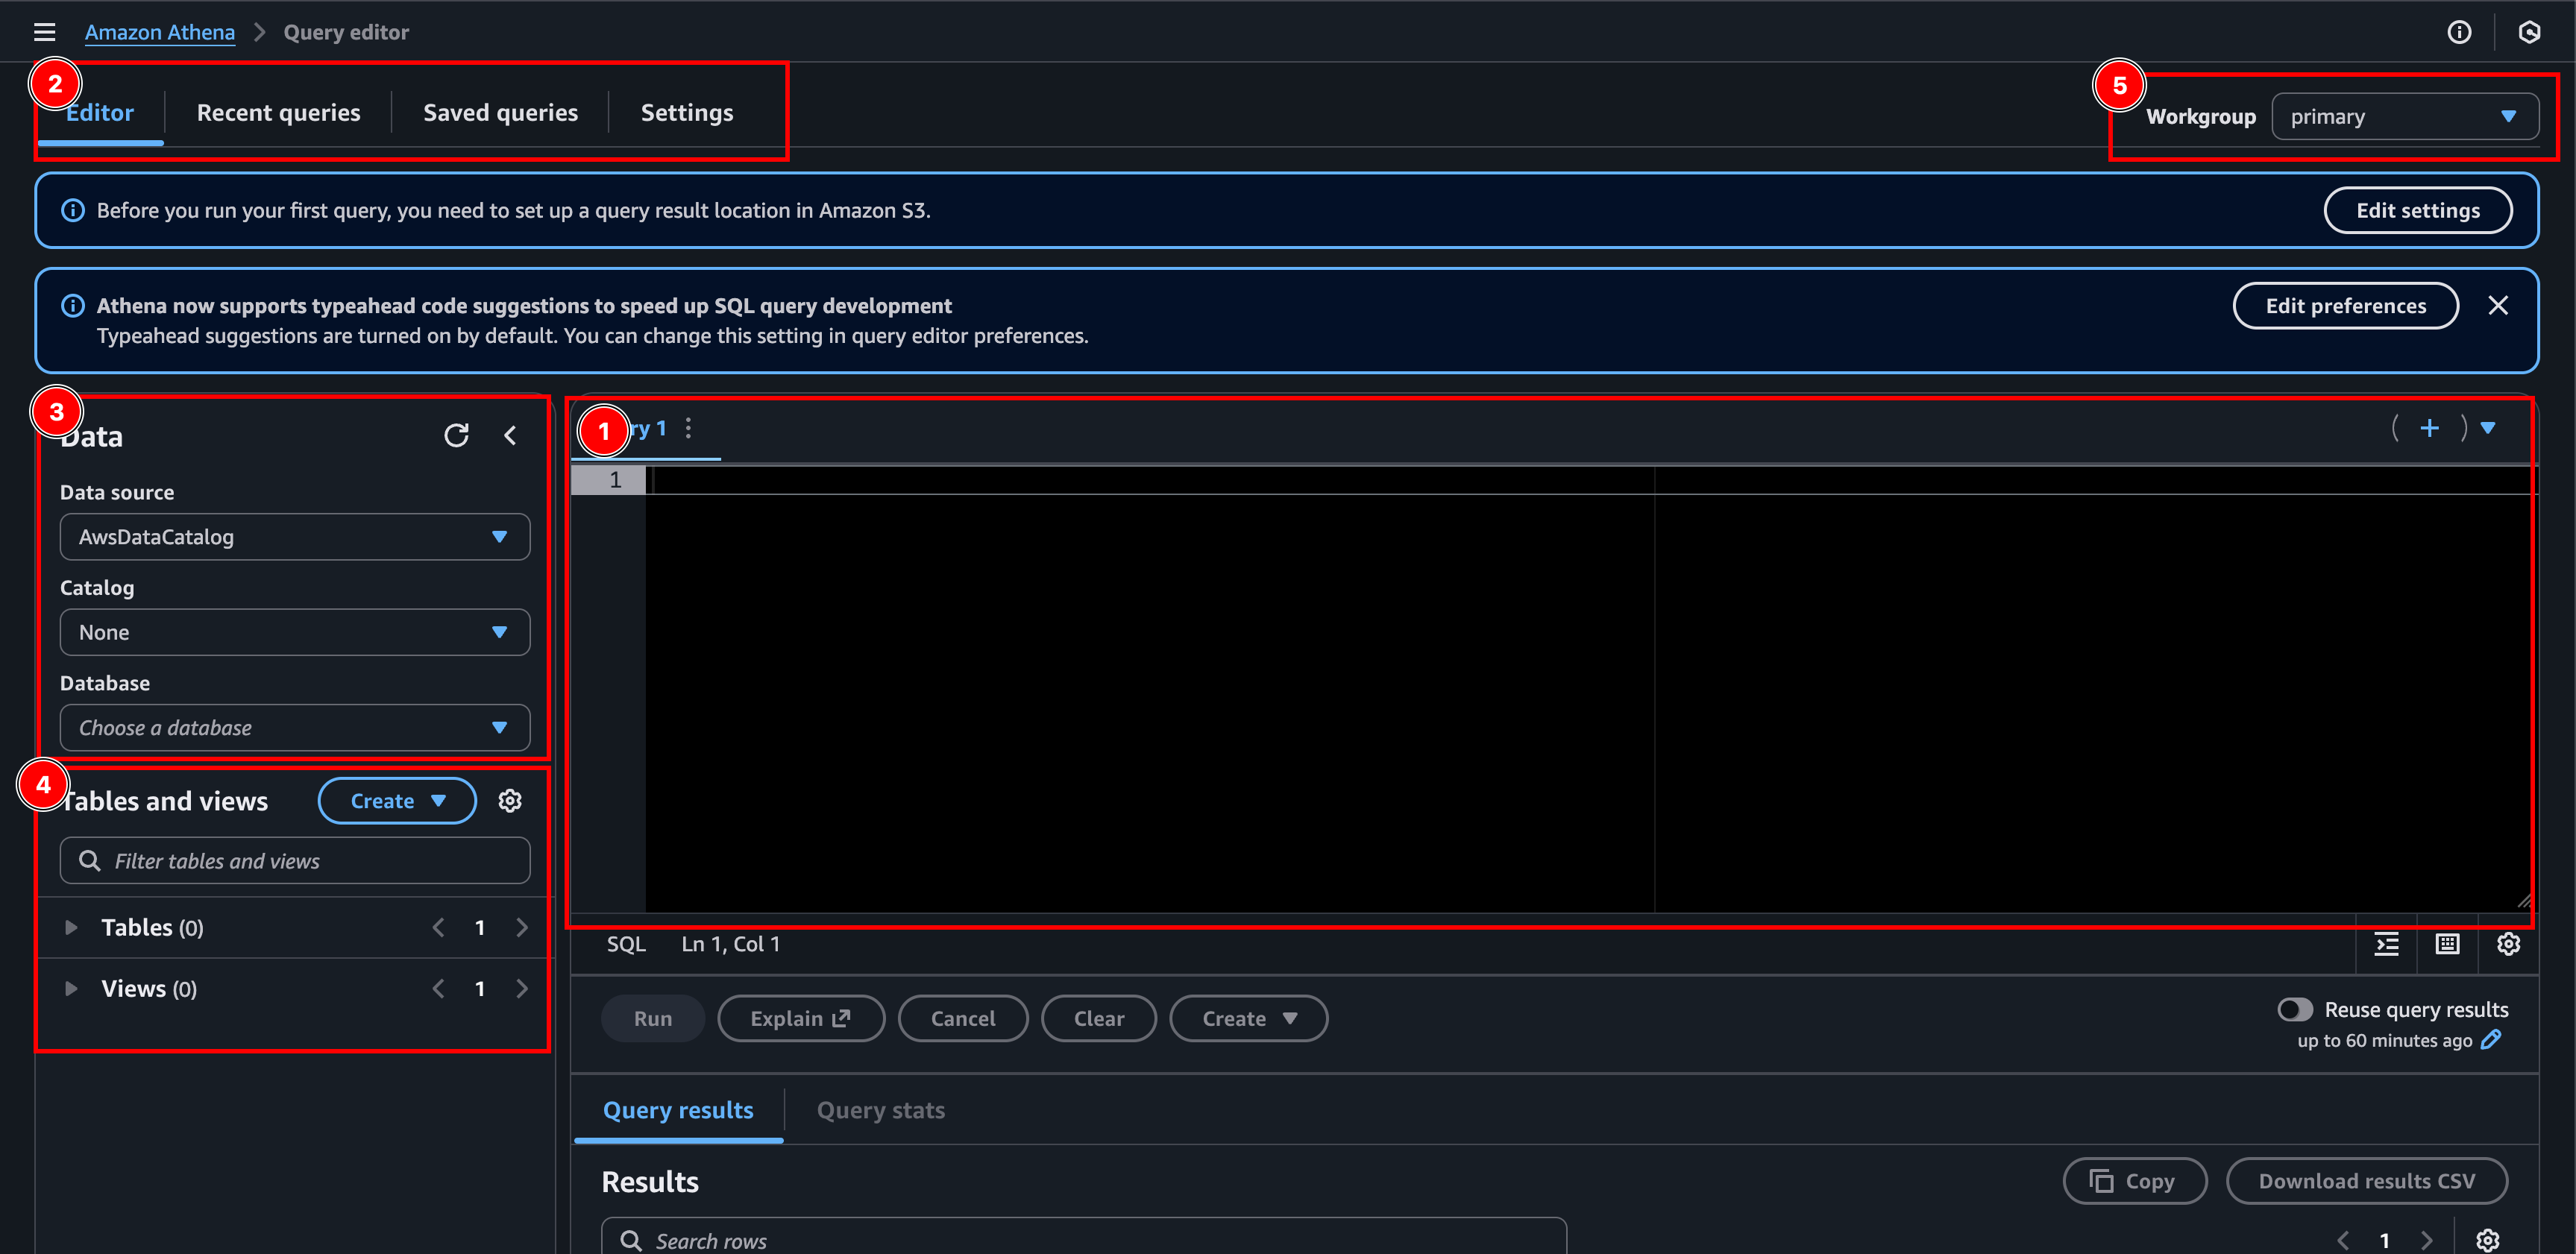 Amazon Athena > Query editor
2
Editor
Recent queries
Saved queries
Settings
5
Workgroup
primary
Before you run your first query, you need to set up a query result location in Amazon S3.
Edit settings
Athena now supports typeahead code suggestions to speed up SQL query development
Edit preferences
Typeahead suggestions are turned on by default. You can change this setting in query editor preferences.
3
Data
Data source
AwsDataCatalog
Catalog
None
Database
Choose a database
4
Tables and views
Create
Filter tables and views
Tables (0)
1
Views (0)
1
1
ry 1
( + )
1
SQL
Ln 1, Col 1
Run
Explain
Cancel
Clear
Create
Reuse query results
up to 60 minutes ago
Query results
Query stats
Results
Copy
Download results CSV
Search rows
1